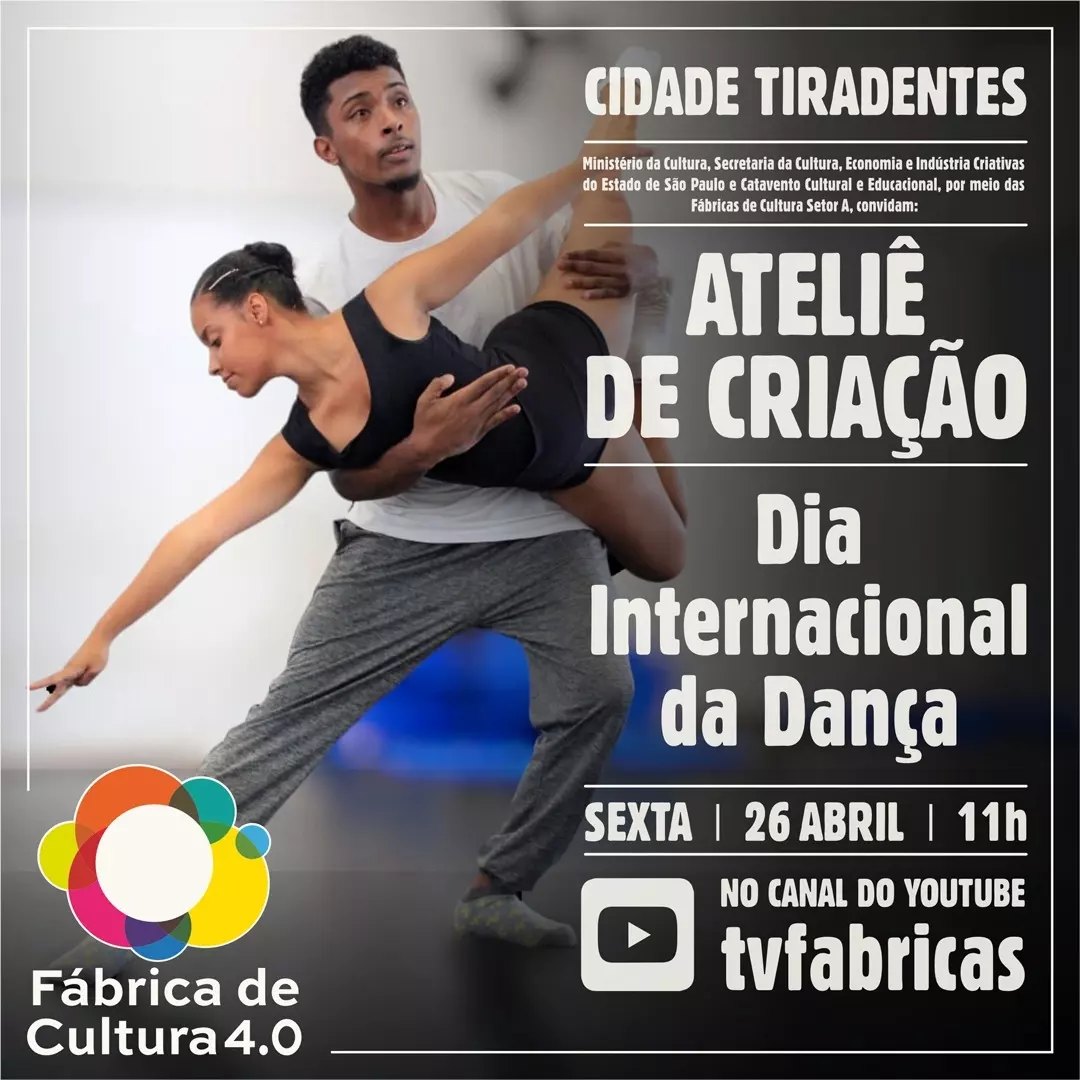 CIDADE TIRADENTES
Ministério da Cultura, Secretaria da Cultura, Economia e Indústria Criativas
do Estado de São Paulo e Catavento Cultural e Educacional, por meio das
Fábricas de Cultura Setor A, convidam:
ATELIÊ
DE CRIAÇÃO
Dia
Internacional
da Dança
SEXTA | 26 ABRIL | 11h
NO CANAL DO YOUTUBE
tvfabricas
Fábrica de
Cultura 4.0